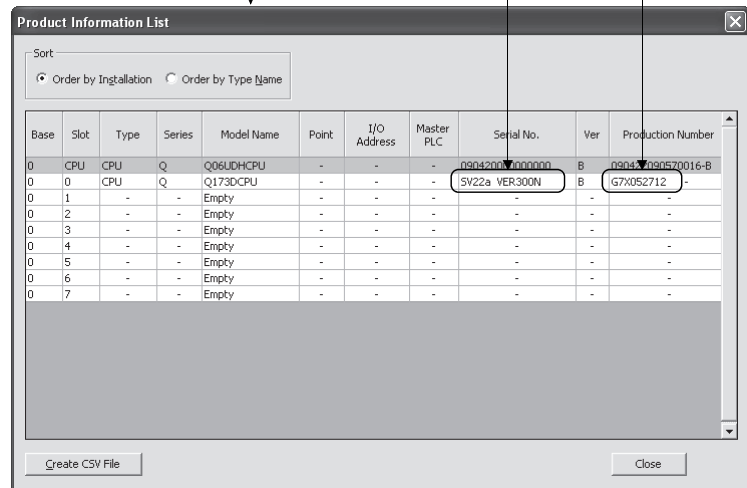 Product Information List
Sort
Order by Installation Order by Type Name
Base Slot Type Series Model Name Point I/O Address Master PLC Serial No. Ver Production Number
0 CPU CPU Q Q06UDHCPU - - - B
0 0 CPU Q Q173DCPU - - - SV22a VER300N B G7X052712 -
0 1 - - Empty - - - - - -
0 2 - - Empty - - - - - -
0 3 - - Empty - - - - - -
0 4 - - Empty - - - - - -
0 5 - - Empty - - - - - -
0 6 - - Empty - - - - - -
0 7 - - Empty - - - - - -
Create CSV File Close